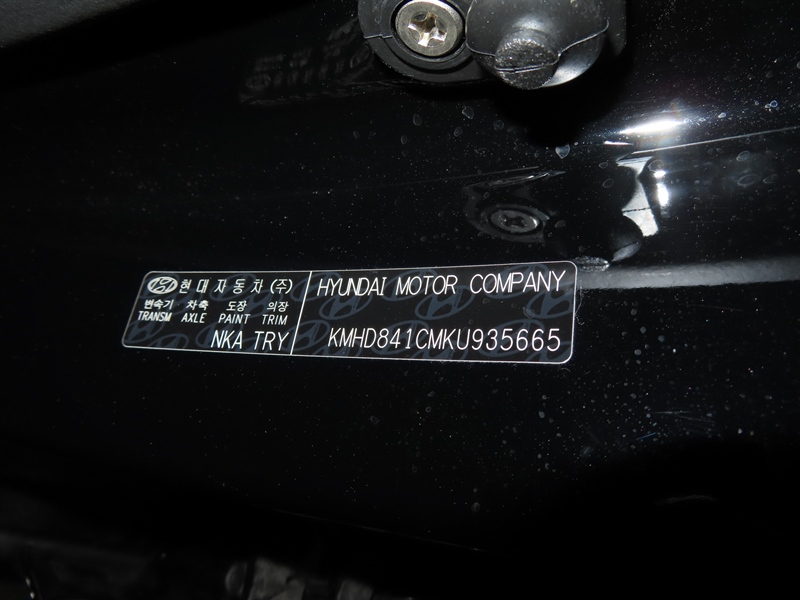 현대자동차(주)
변속기 차축 도장 의장
TRANSM AXLE PAINT TRIM
NKA TRY
HYUNDAI MOTOR COMPANY
KMHD841CMKU935665